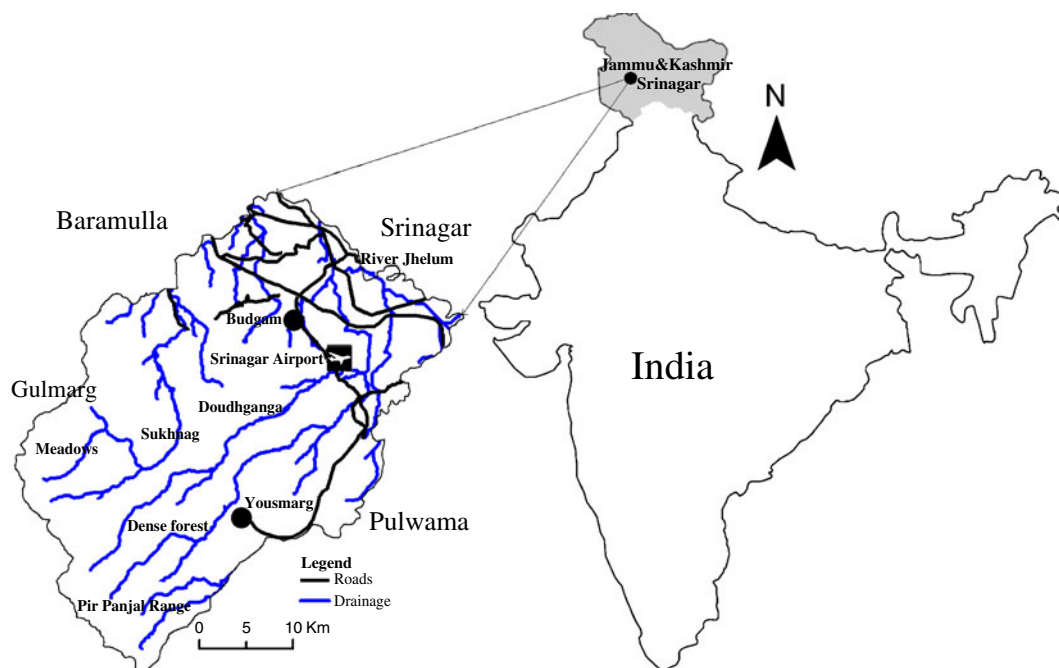 Jammu&Kashmir
Srinagar
N
Baramulla
Srinagar
River Jhelum
Budgam
Srinagar Airport
India
Gulmarg
Doudhganga
Sukhnag
Meadows
Yousmarg
Dense forest
Pulwama
Legend
Roads
Drainage
Pir Panjal Range
0 5 10 Km